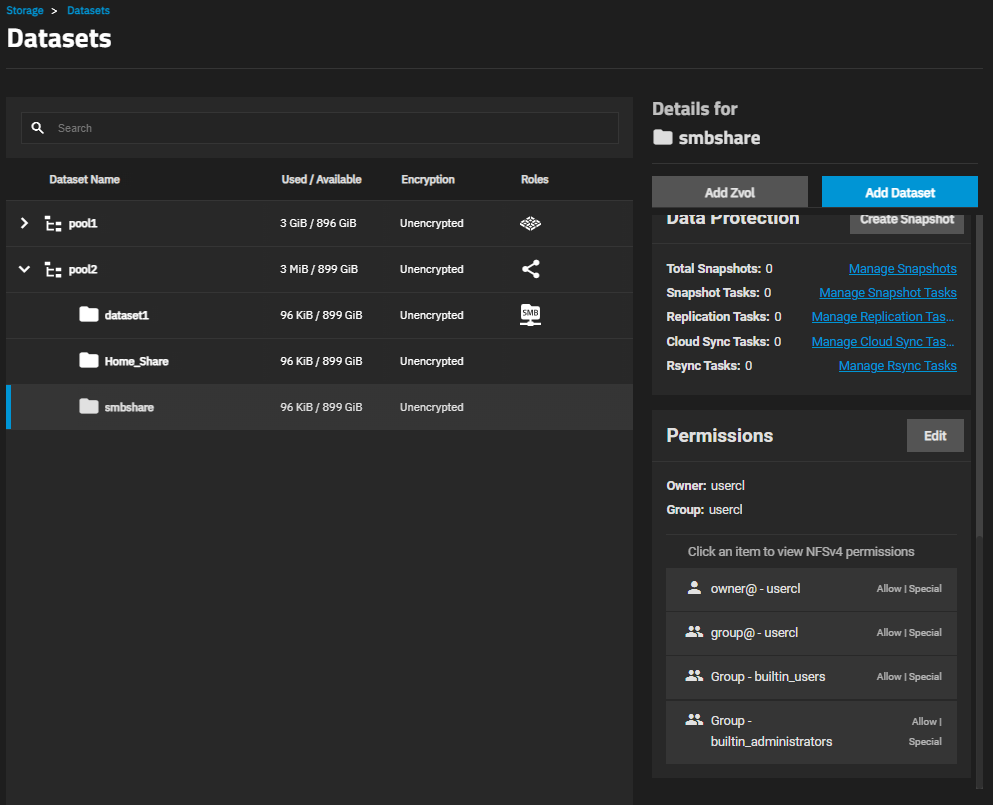 Storage > Datasets
Datasets
Search
Dataset Name Used / Available Encryption Roles
pool1 3 GiB / 896 GiB Unencrypted
pool2 3 MiB / 899 GiB Unencrypted
dataset1 96 KiB / 899 GiB Unencrypted SMB
Home_Share 96 KiB / 899 GiB Unencrypted
smbshare 96 KiB / 899 GiB Unencrypted
Details for
smbshare
Add Zvol Add Dataset
Data Protection Create Snapshot
Total Snapshots: 0 Manage Snapshots
Snapshot Tasks: 0 Manage Snapshot Tasks
Replication Tasks: 0 Manage Replication Tas...
Cloud Sync Tasks: 0 Manage Cloud Sync Tas...
Rsync Tasks: 0 Manage Rsync Tasks
Permissions Edit
Owner: usercl
Group: usercl
Click an item to view NFSv4 permissions
owner@ - usercl Allow | Special
group@ - usercl Allow | Special
Group - builtin_users Allow | Special
Group - Allow |
builtin_administrators Special